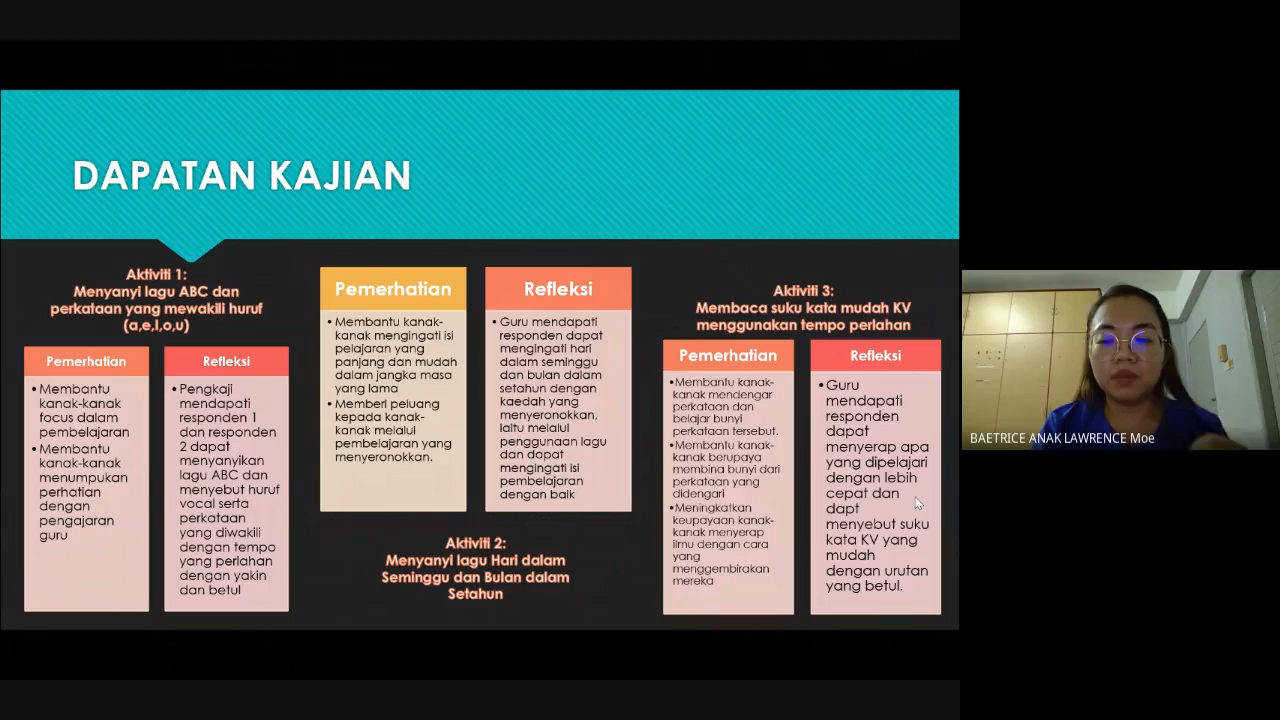 DAPATAN KAJIAN
Aktiviti 1:
Menyanyi lagu ABC dan
perkataan yang mewakili huruf
(a,e,I,o,u)
Pemerhatian
•Membantu
kanak-kanak
focus dalam
pembelajaran
•Membantu
kanak-kanak
menumpukan
perhatian
dengan
pengajaran
guru
Refleksi
•Pengkaji
mendapati
responden 1
dan responden
2 dapat
menyanyikan
lagu ABC dan
menyebut huruf
vocal serta
perkataan
yang diwakili
dengan tempo
yang perlahan
dengan yakin
dan betul
Pemerhatian
•Membantu kanak-
kanak mengingati isi
pelajaran yang
panjang dan mudah
dalam jangka masa
yang lama
•Memberi peluang
kepada kanak-
kanak melalui
pembelajaran yang
menyeronokkan.
Refleksi
•Guru mendapati
responden dapat
mengingati hari
dalam seminggu
dan bulan dalam
setahun dengan
kaedah yang
menyeronokkan.
Iaitu melalui
penggunaan lagu
dan dapat
mengingati isi
pembelajaran
dengan baik
Aktiviti 2:
Menyanyi lagu Hari dalam
Seminggu dan Bulan dalam
Setahun
Aktiviti 3:
Membaca suku kata mudah KV
menggunakan tempo perlahan
Pemerhatian
•Membantu kanak-
kanak mendengar
perkataan dan
pelajar bunyi
perkataan tersebut.
•Membantu kanak-
kanak berupaya
membina bunyi dari
perkataan yang
didengari
•Meningkatkan
keupayaan kanak-
kanak menyerap
ilmu dengan cara
yang
menggembirakan
mereka
Refleksi
•Guru
mendapati
responden
dapat
menyerap apa
yang dipelajari
dengan lebih
cepat dan
dapt
menyebut suku
kata KV yang
mudah
dengan urutan
yang betul.
BAETRICE ANAK LAWRENCE Moe